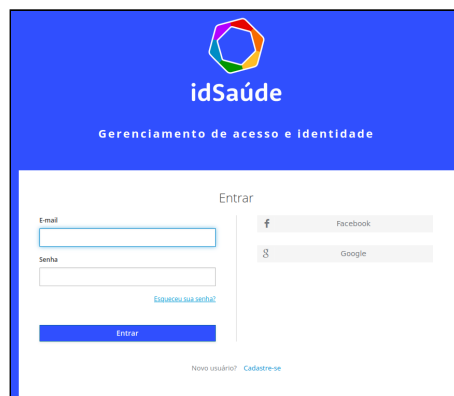 idSaúde
Gerenciamento de acesso e identidade
Entrar
E-mail
Senha
Esqueceu sua senha?
Entrar
Facebook
Google
Novo usuário? Cadastre-se